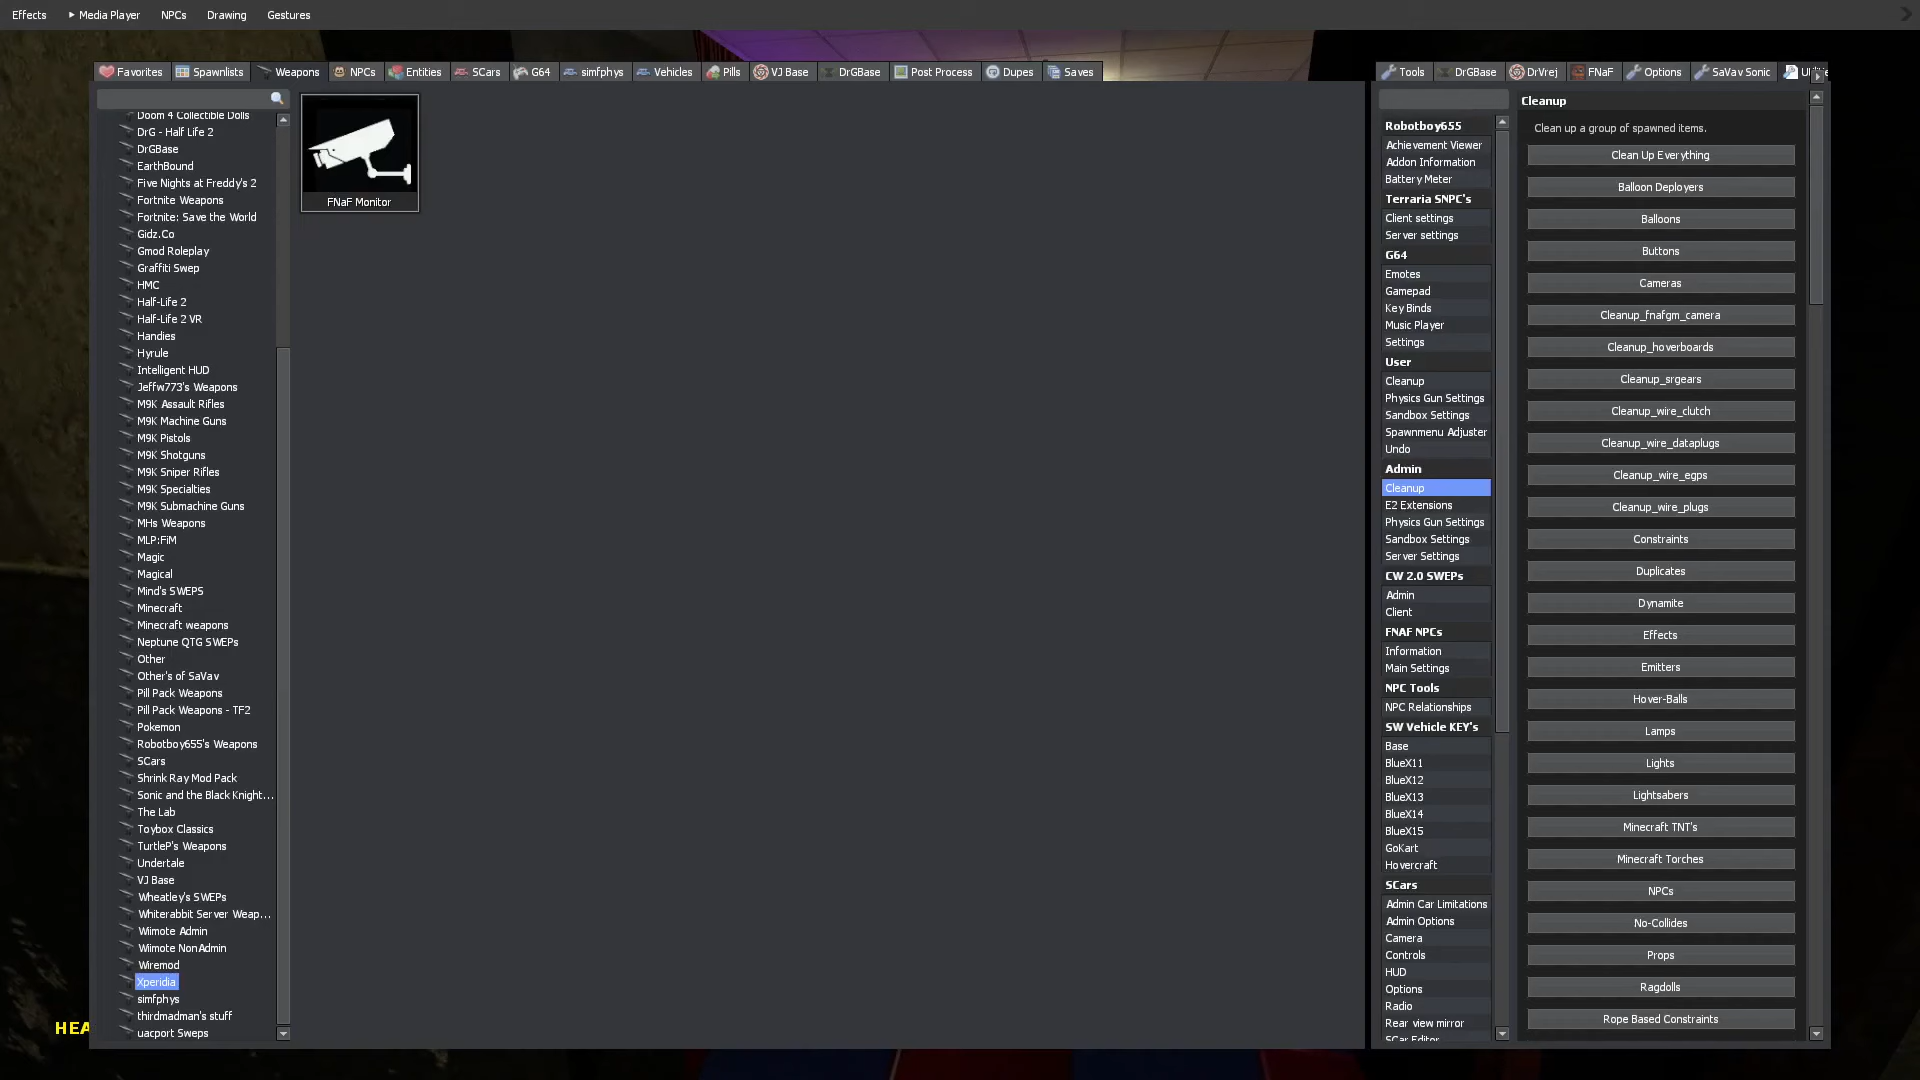 Effects
Media Player
NPCs
Drawing
Gestures
Favorites
Spawnlists
Weapons
NPCs
Entities
SCars
G64
simfphys
Vehicles
Pills
VJ Base
DrGBase
Post Process
Dupes
Saves
Doom 4 Collectible Dolls
DrG - Half Life 2
DrGBase
EarthBound
Five Nights at Freddy's 2
Fortnite Weapons
Fortnite: Save the World
Gidz.Co
Gmod Roleplay
Graffiti Swep
HMC
Half-Life 2
Half-Life 2 VR
Handies
Hyrule
Intelligent HUD
Jeffw773's Weapons
M9K Assault Rifles
M9K Machine Guns
M9K Pistols
M9K Shotguns
M9K Sniper Rifles
M9K Specialties
M9K Submachine Guns
MHs Weapons
MLP:FiM
Magic
Magical
Mind's SWEPS
Minecraft
Minecraft weapons
Neptune QTG SWEPs
Other
Other's of SaVav
Pill Pack Weapons
Pill Pack Weapons - TF2
Pokemon
Robotboy655's Weapons
SCars
Shrink Ray Mod Pack
Sonic and the Black Knight...
The Lab
Toybox Classics
TurtleP's Weapons
Undertale
VJ Base
Wheatley's SWEPs
Whiterabbit Server Weap...
Wiimote Admin
Wiimote NonAdmin
Wiremod
Xperidia
simfphys
thirdmadman's stuff
uacport Sweps
HEA
FNaF Monitor
Tools
DrGBase
DrVrej
FNaF
Options
SaVav Sonic
Robotboy655
Achievement Viewer
Addon Information
Battery Meter
Terraria SNPC's
Client settings
Server settings
G64
Emotes
Gamepad
Key Binds
Music Player
Settings
User
Cleanup
Physics Gun Settings
Sandbox Settings
Spawnmenu Adjuster
Undo
Admin
Cleanup
E2 Extensions
Physics Gun Settings
Sandbox Settings
Server Settings
CW 2.0 SWEPs
Admin
Client
FNAF NPCs
Information
Main Settings
NPC Tools
NPC Relationships
SW Vehicle KEY's
Base
BlueX11
BlueX12
BlueX13
BlueX14
BlueX15
GoKart
Hovercraft
SCars
Admin Car Limitations
Admin Options
Camera
Controls
HUD
Options
Radio
Rear view mirror
SCar Editor
Cleanup
Clean up a group of spawned items.
Clean Up Everything
Balloon Deployers
Balloons
Buttons
Cameras
Cleanup_fnafgm_camera
Cleanup_hoverboards
Cleanup_srgears
Cleanup_wire_clutch
Cleanup_wire_dataplugs
Cleanup_wire_egps
Cleanup_wire_plugs
Constraints
Duplicates
Dynamite
Effects
Emitters
Hover-Balls
Lamps
Lights
Lightsabers
Minecraft TNT's
Minecraft Torches
NPCs
No-Collides
Props
Ragdolls
Rope Based Constraints